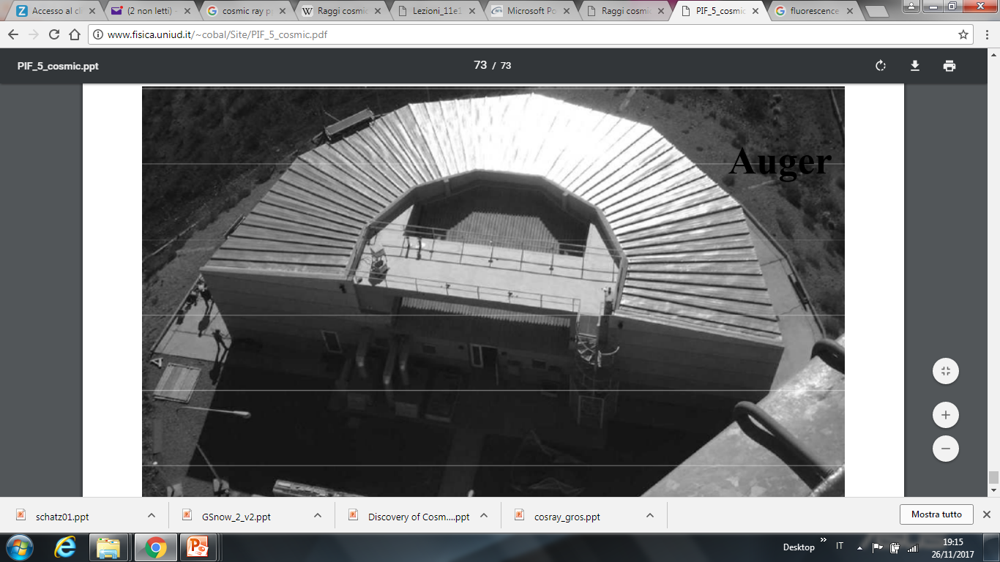 Accesso al cl
(2 non letti) -
cosmic ray p
Raggi cosmic
Lezioni_11e1
Microsoft Po
Raggi cosmic
PIF_5_cosmic
fluorescence
www.fisica.uniud.it/~cobal/Site/PIF_5_cosmic.pdf
PIF_5_cosmic.ppt
73 / 73
Auger
schatz01.ppt
GSnow_2_v2.ppt
Discovery of Cosm....ppt
cosray_gros.ppt
Mostra tutto
Desktop
IT
19:15
26/11/2017